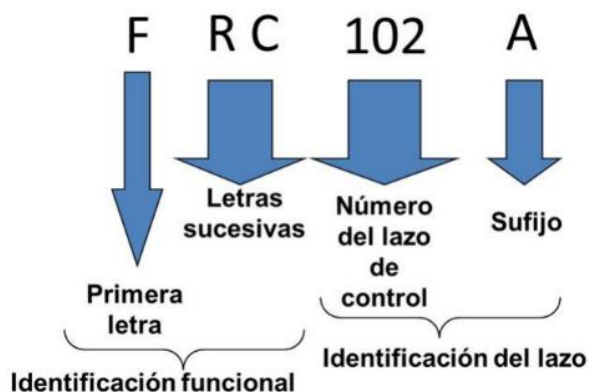 F R C 102 A
Letras
sucesivas
Número
del lazo
de
control
Sufijo
Primera
letra
Identificación funcional
Identificación del lazo